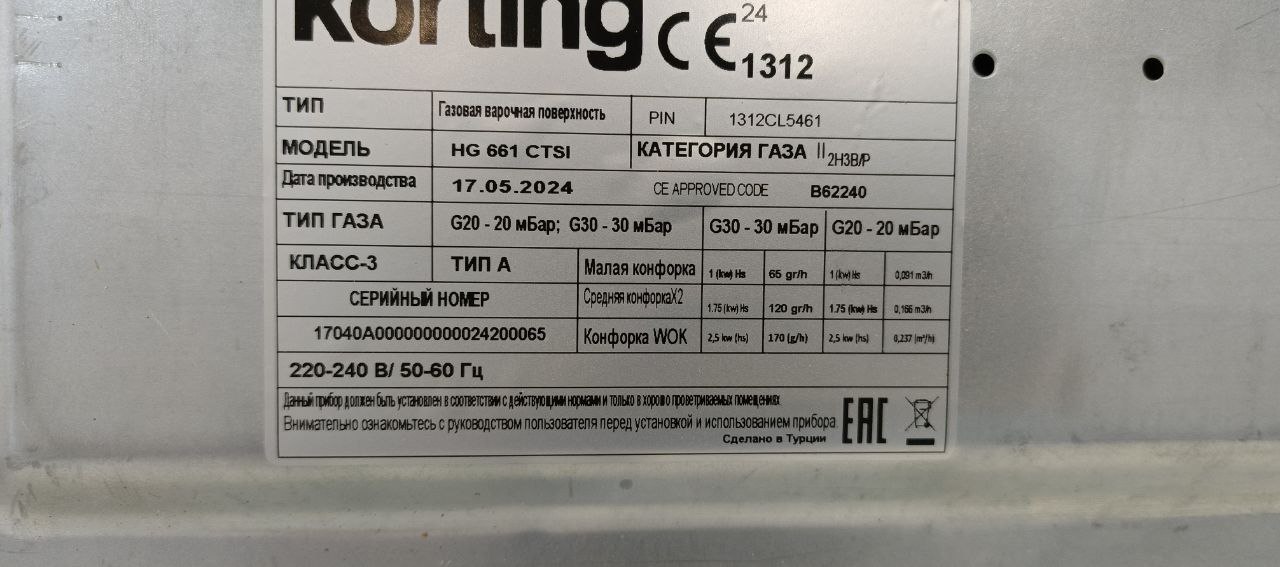 körting CE 24
1312
ТИП Газовая варочная поверхность PIN 1312CL5461
МОДЕЛЬ HG 661 CTSI КАТЕГОРИЯ ГАЗА II 2H3B/P
Дата производства 17.05.2024 CE APPROVED CODE B62240
ТИП ГАЗА G20 - 20 мБар; G30 - 30 мБар G30 - 30 мБар G20 - 20 мБар
КЛАСС-3 ТИП А Малая конфорка 1 (kw) Hs 65 gr/h 1 (kw) Hs 0,091 m3/h
СЕРИЙНЫЙ НОМЕР Средняя конфоркаX2 1.75 (kw) Hs 120 gr/h 1.75 (kw) Hs 0,166 m3/h
17040A000000000024200065 Конфорка WOK 2,5 kw (hs) 170 (g/h) 2,5 kw (hs) 0,237 (m³/h)
220-240 В/ 50-60 Гц
Данный прибор должен быть установлен в соответствии с действующими нормами и только в хорошо проветриваемых помещениях.
Внимательно ознакомьтесь с руководством пользователя перед установкой и использованием прибора.
Сделано в Турции
EAC